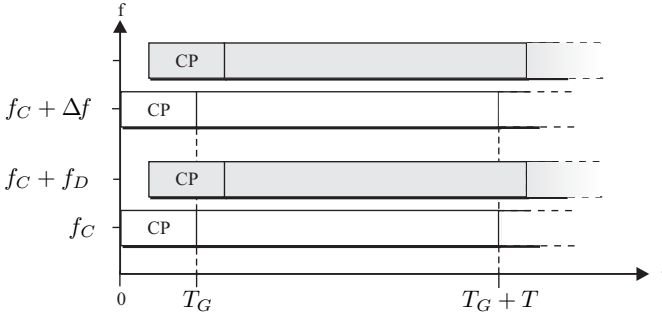 f
CP
f_C + Δf
CP
f_C + f_D
CP
f_C
CP
0
T_G
T_G + T